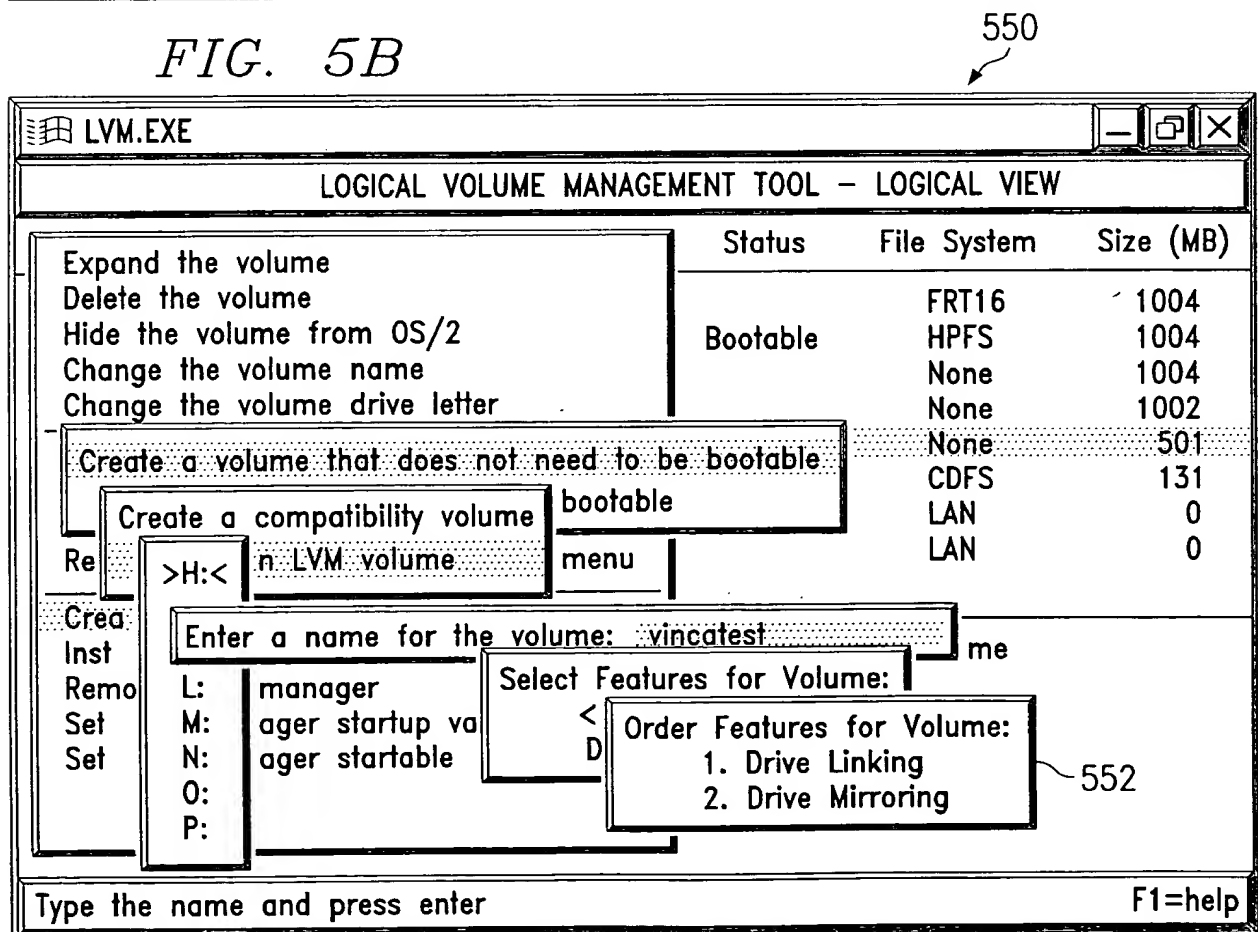 550
FIG. 5B
LVM.EXE
LOGICAL VOLUME MANAGEMENT TOOL – LOGICAL VIEW
Status File System Size (MB)
Expand the volume
Delete the volume
Hide the volume from OS/2
Change the volume name
Change the volume drive letter
FRT16 1004
Bootable HPFS 1004
None 1004
None 1002
None 501
CDFS 131
LAN 0
LAN 0
Create a volume that does not need to be bootable
bootable
Create a compatibility volume
n LVM volume
Re menu
>H:<
Crea
Enter a name for the volume: vincatest
me
Inst
Remo L: manager
Set M: ager startup va
Set N: ager startable
O:
P:
Select Features for Volume:
<
D
Order Features for Volume:
1. Drive Linking
2. Drive Mirroring
552
Type the name and press enter F1=help